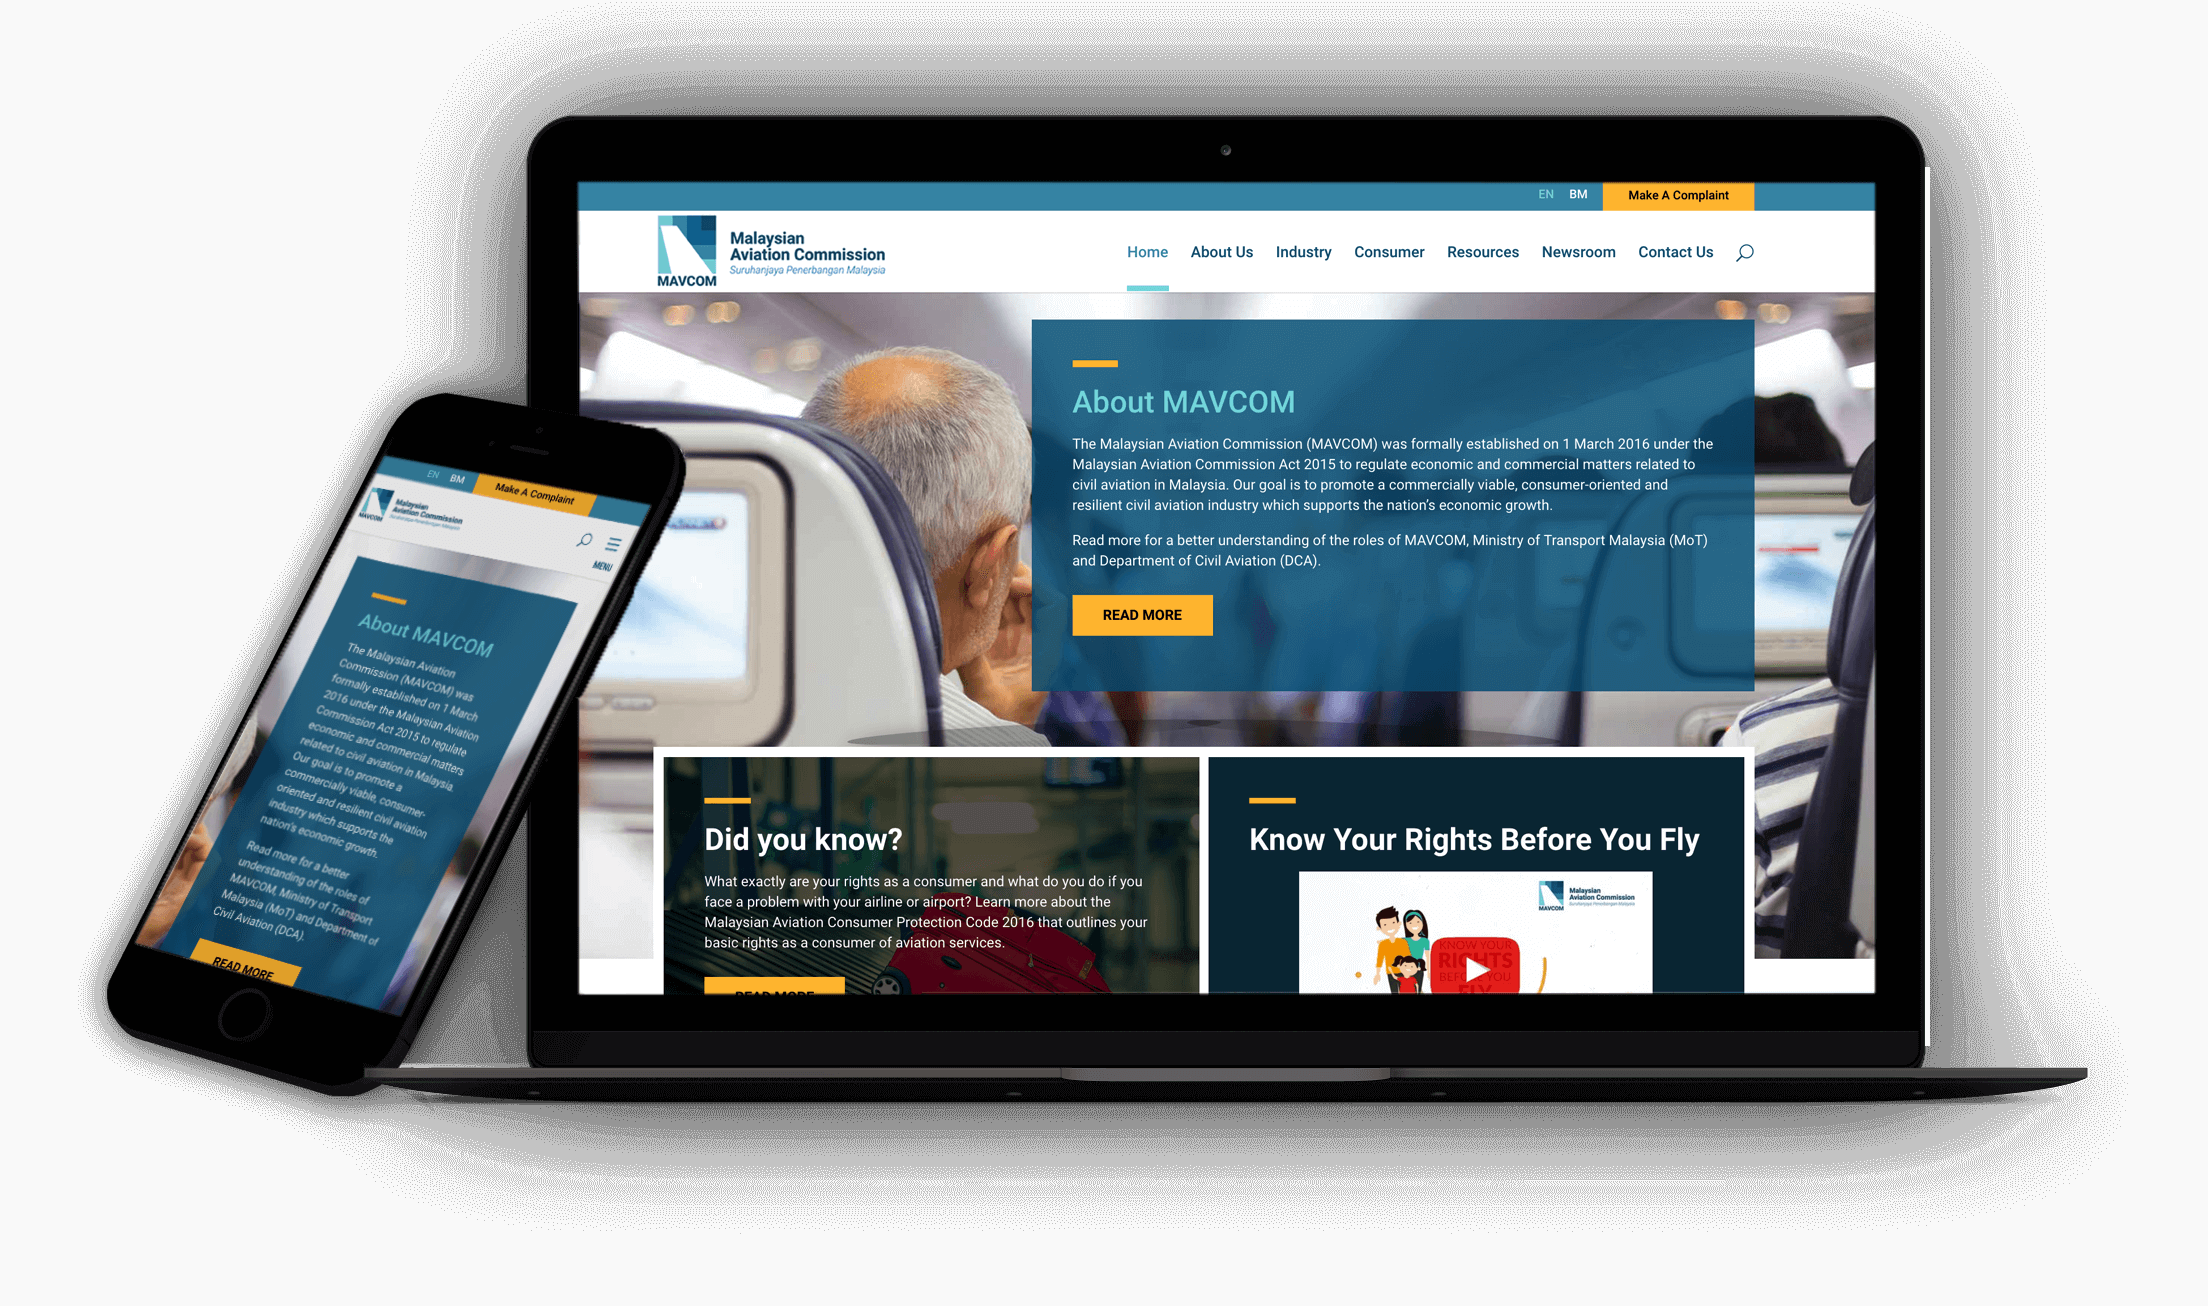 EN BM Make A Complaint
MAVCOM
Malaysian
Aviation Commission
Suruhanjaya Penerbangan Malaysia
Home About Us Industry Consumer Resources Newsroom Contact Us
About MAVCOM
The Malaysian Aviation Commission (MAVCOM) was formally established on 1 March 2016 under the
Malaysian Aviation Commission Act 2015 to regulate economic and commercial matters related to
civil aviation in Malaysia. Our goal is to promote a commercially viable, consumer-oriented and
resilient civil aviation industry which supports the nation's economic growth.
Read more for a better understanding of the roles of MAVCOM, Ministry of Transport Malaysia (MoT)
and Department of Civil Aviation (DCA).
READ MORE
Did you know?
What exactly are your rights as a consumer and what do you do if you
face a problem with your airline or airport? Learn more about the
Malaysian Aviation Consumer Protection Code 2016 that outlines your
basic rights as a consumer of aviation services.
READ MORE
Know Your Rights Before You Fly
MAVCOM
Malaysian
Aviation Commission
Suruhanjaya Penerbangan Malaysia
KNOW YOUR
RIGHTS
BEFORE YOU
FLY
EN BM Make A Complaint
MAVCOM
Malaysian
Aviation Commission
Suruhanjaya Penerbangan Malaysia
MENU
About MAVCOM
The Malaysian Aviation
Commission (MAVCOM) was
formally established on 1 March
2016 under the Malaysian Aviation
Commission Act 2015 to regulate
economic and commercial matters
related to civil aviation in Malaysia.
Our goal is to promote a
commercially viable, consumer-
oriented and resilient civil aviation
industry which supports the
nation's economic growth.
Read more for a better
understanding of the roles of
MAVCOM, Ministry of Transport
Malaysia (MoT) and Department of
Civil Aviation (DCA).
READ MORE